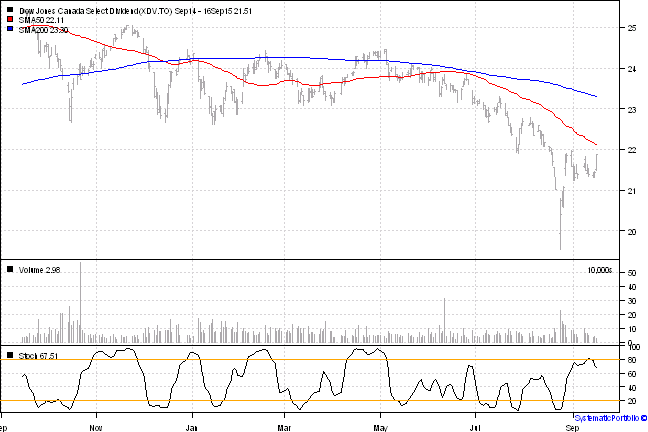 Dow Jones Canada Select Dividend(XDV.TO) Sep14 - 16Sep15 21.51
SMA50 22.11
SMA200 23.30
25
24
23
22
21
20
Volume 2.98
10,000s
50
40
30
20
10
0
Stoch 67.51
100
80
60
40
20
Sep
Nov
Jan
Mar
May
Jul
Sep
SystematicPortfolio ©